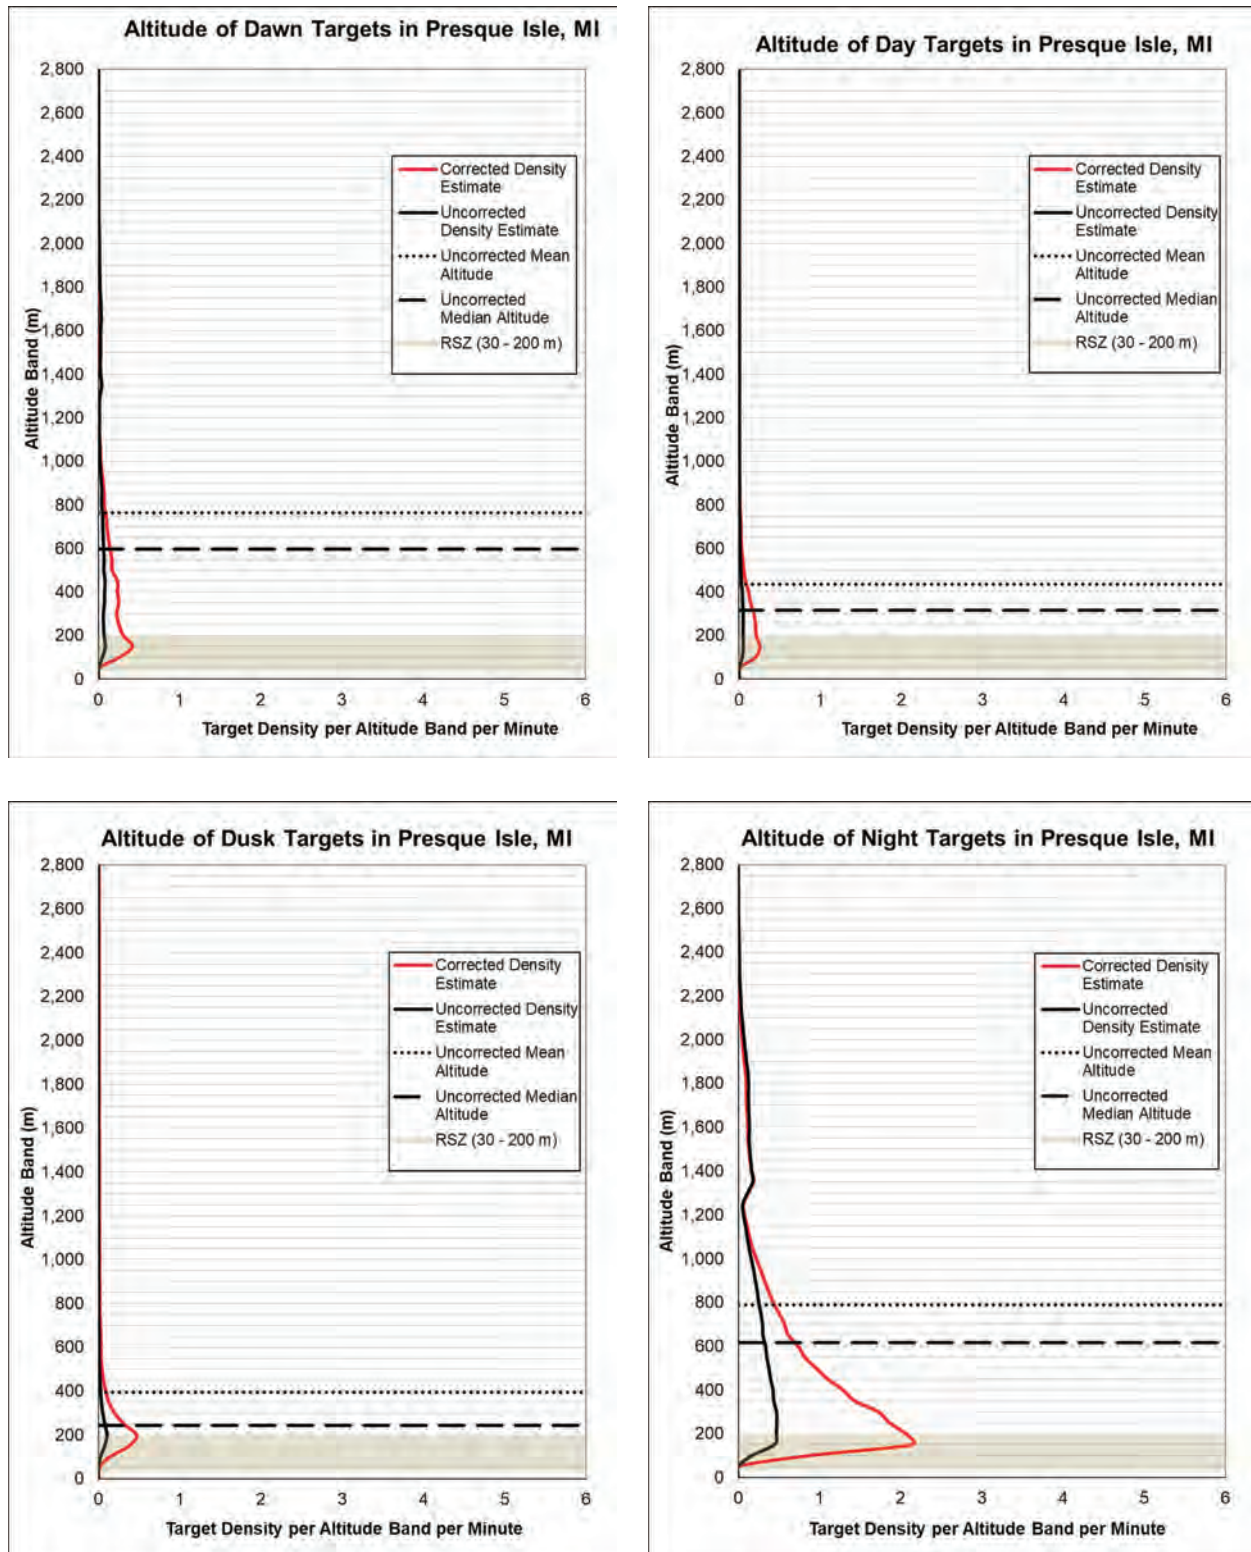 Altitude of Dawn Targets in Presque Isle, MI
2,800
2,600
2,400
2,200
2,000
1,800
1,600
1,400
1,200
1,000
800
600
400
200
0
Altitude Band (m)
Corrected Density
Estimate
Uncorrected
Density Estimate
Uncorrected Mean
Altitude
Uncorrected
Median Altitude
RSZ (30 - 200 m)
0 1 2 3 4 5 6
Target Density per Altitude Band per Minute
Altitude of Day Targets in Presque Isle, MI
2,800
2,600
2,400
2,200
2,000
1,800
1,600
1,400
1,200
1,000
800
600
400
200
0
Altitude Band (m)
Corrected Density
Estimate
Uncorrected Density
Estimate
Uncorrected Mean
Altitude
Uncorrected Median
Altitude
RSZ (30 - 200 m)
0 1 2 3 4 5 6
Target Density per Altitude Band per Minute
Altitude of Dusk Targets in Presque Isle, MI
2,800
2,600
2,400
2,200
2,000
1,800
1,600
1,400
1,200
1,000
800
600
400
200
0
Altitude Band (m)
Corrected Density
Estimate
Uncorrected Density
Estimate
Uncorrected Mean
Altitude
Uncorrected Median
Altitude
RSZ (30 - 200 m)
0 1 2 3 4 5 6
Target Density per Altitude Band per Minute
Altitude of Night Targets in Presque Isle, MI
2,800
2,600
2,400
2,200
2,000
1,800
1,600
1,400
1,200
1,000
800
600
400
200
0
Altitude Band (m)
Corrected Density
Estimate
Uncorrected
Density Estimate
Uncorrected Mean
Altitude
Uncorrected
Median Altitude
RSZ (30 - 200 m)
0 1 2 3 4 5 6
Target Density per Altitude Band per Minute